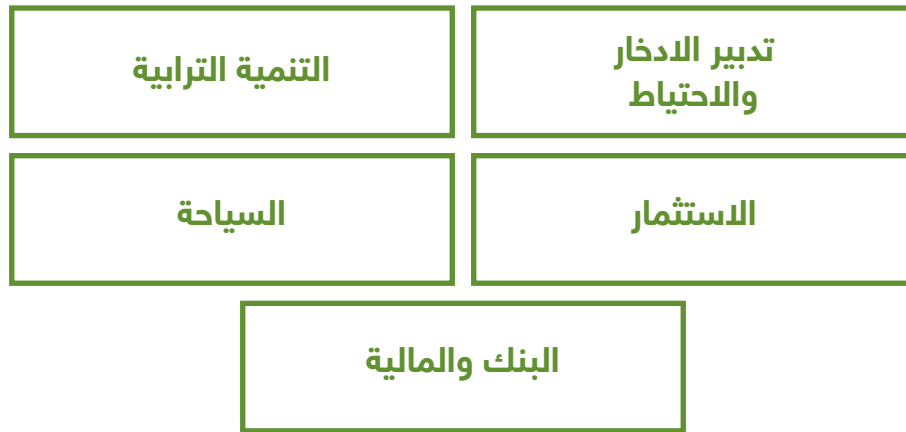 تدبير الادخار
والاحتياط
التنمية الترابية
الاستثمار
السياحة
البنك والمالية